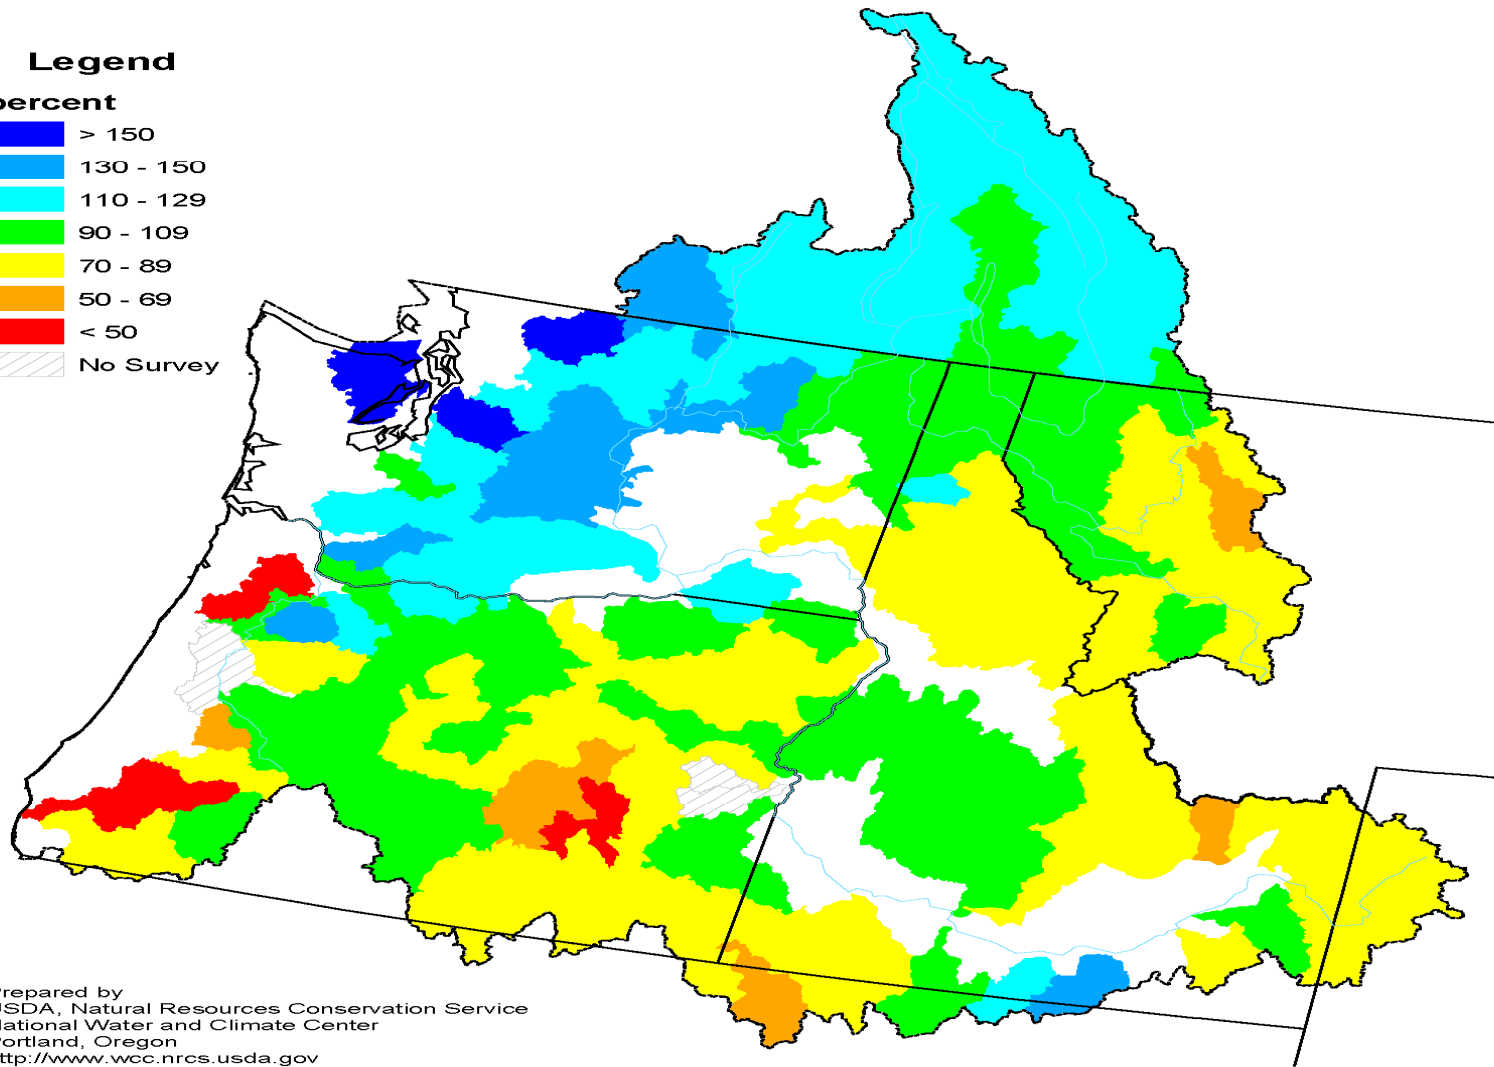 Legend
percent
> 150
130 - 150
110 - 129
90 - 109
70 - 89
50 - 69
< 50
No Survey
Prepared by
USDA, Natural Resources Conservation Service
National Water and Climate Center
Portland, Oregon
http://www.wcc.nrcs.usda.gov